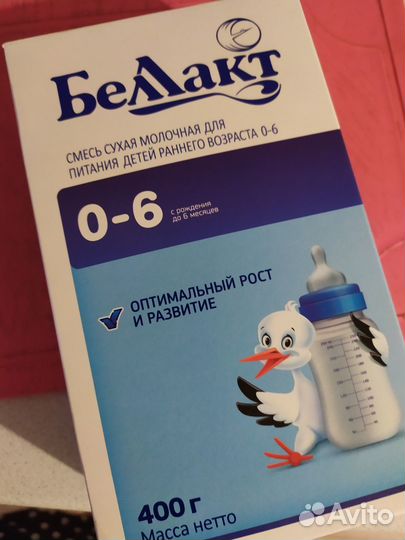 Беллакт
СМЕСЬ СУХАЯ МОЛОЧНАЯ ДЛЯ
ПИТАНИЯ ДЕТЕЙ РАННЕГО ВОЗРАСТА 0-6
0-6
С РОЖДЕНИЯ
ДО 6 МЕСЯЦЕВ
ОПТИМАЛЬНЫЙ РОСТ
И РАЗВИТИЕ
400 г
Масса нетто
Avito